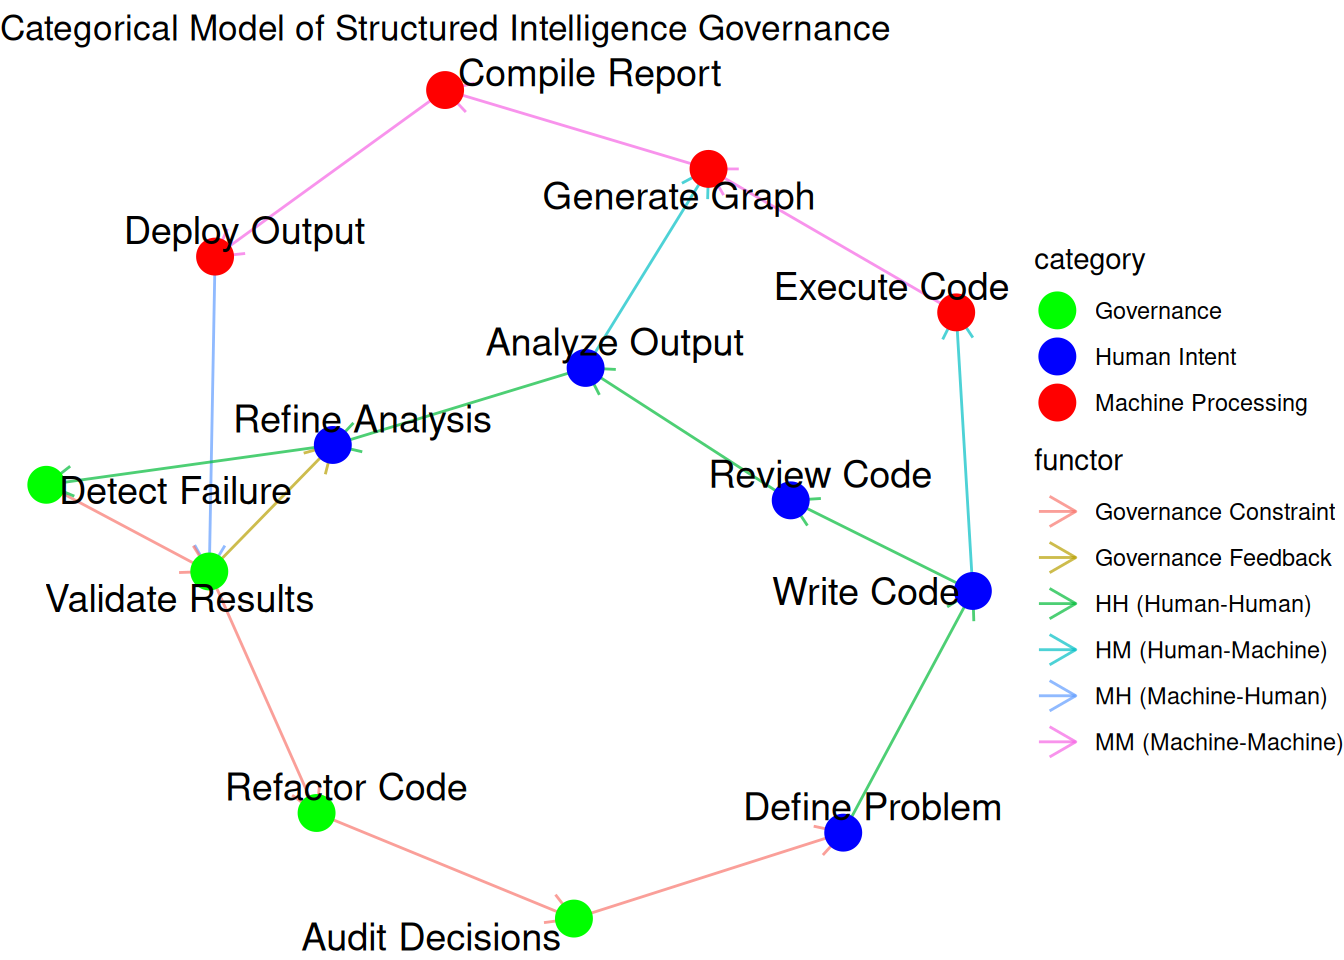 Categorical Model of Structured Intelligence Governance
Compile Report
Generate Graph
Deploy Output
Execute Code
Analyze Output
Refine Analysis
Review Code
Detect Failure
Validate Results
Write Code
Refactor Code
Define Problem
Audit Decisions
category
Governance
Human Intent
Machine Processing
functor
Governance Constraint
Governance Feedback
HH (Human-Human)
HM (Human-Machine)
MH (Machine-Human)
MM (Machine-Machine)